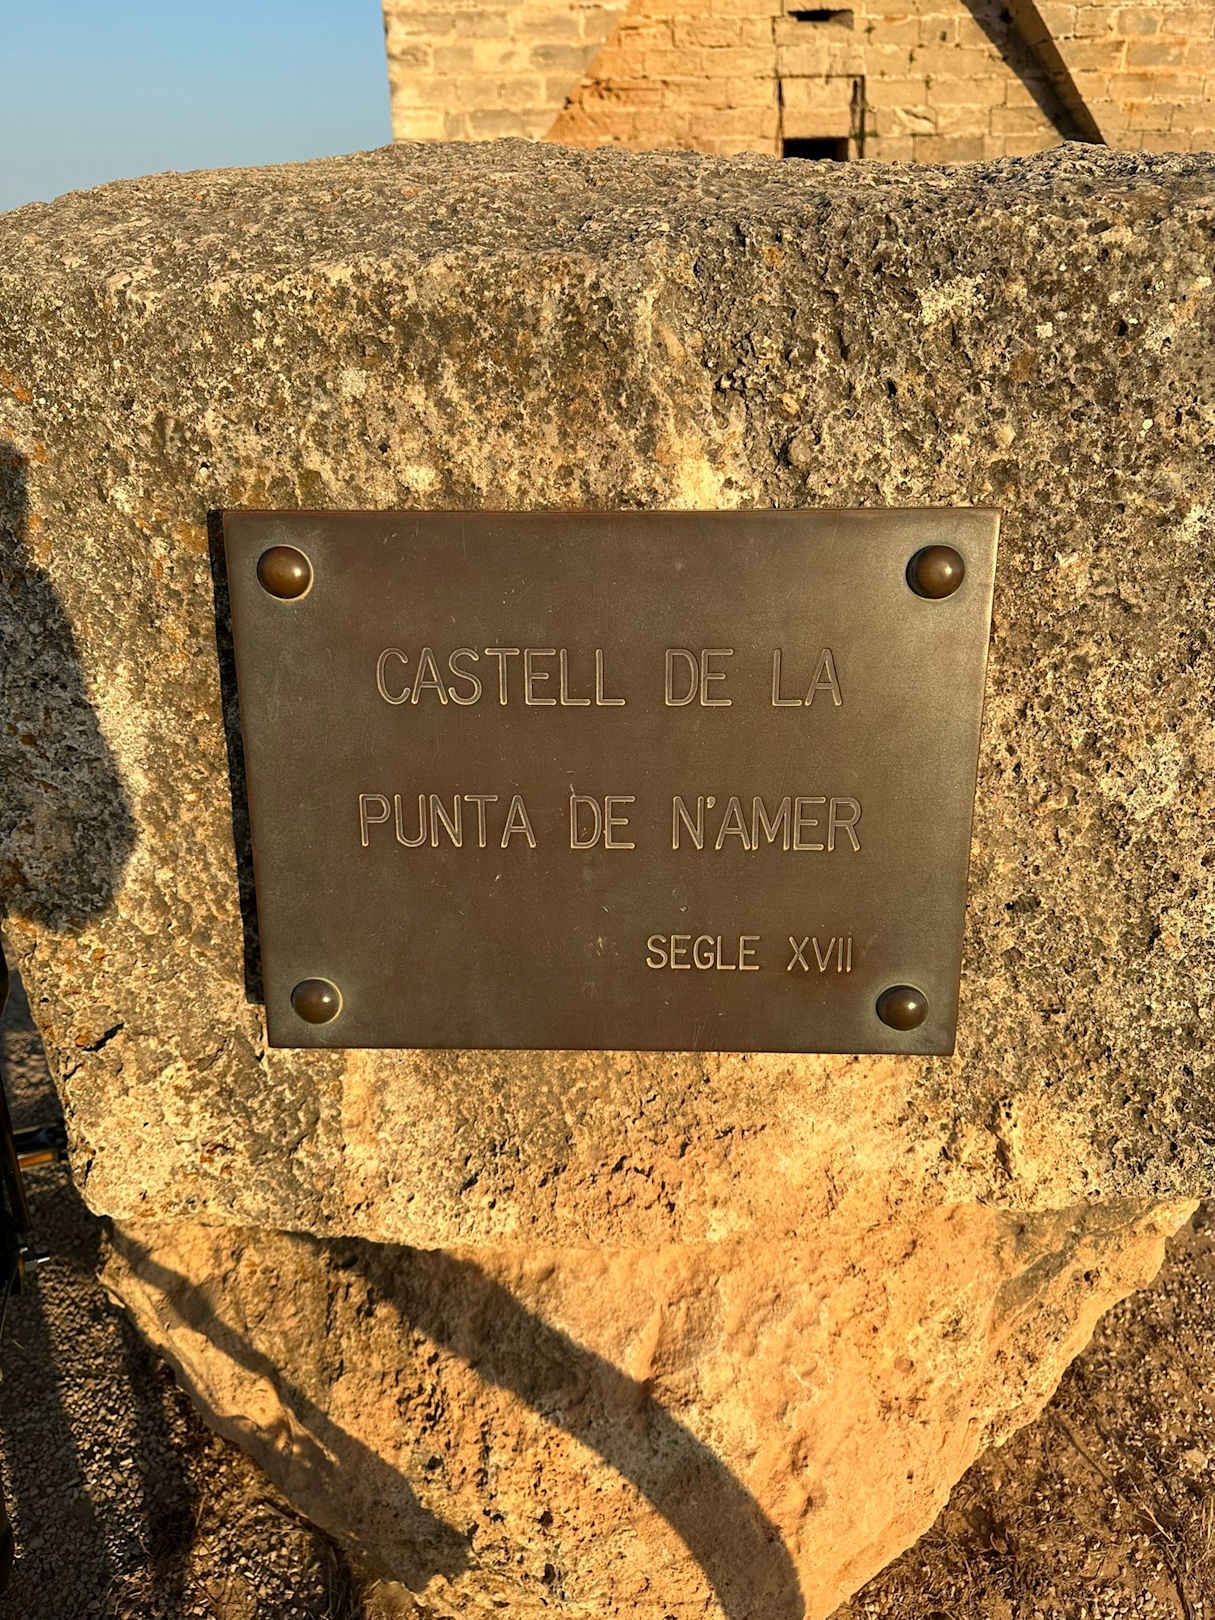 CASTELL DE LA
PUNTA DE N'AMER
SEGLE XVII